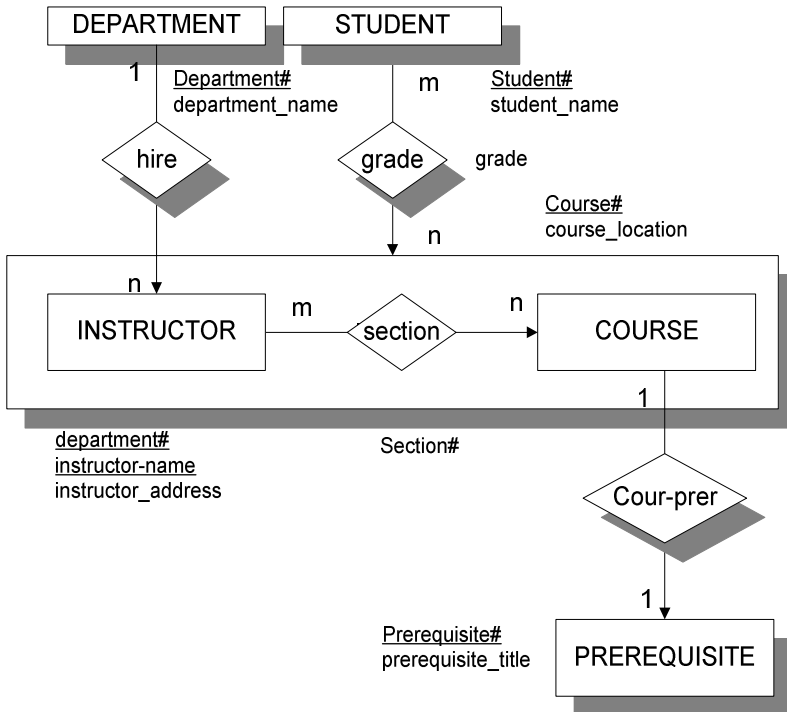 DEPARTMENT
STUDENT
1
Department#
department_name
m
Student#
student_name
hire
grade
grade
Course#
course_location
n
n
INSTRUCTOR
m
section
n
COURSE
1
department#
instructor-name
instructor_address
Section#
Cour-prer
1
Prerequisite#
prerequisite_title
PREREQUISITE